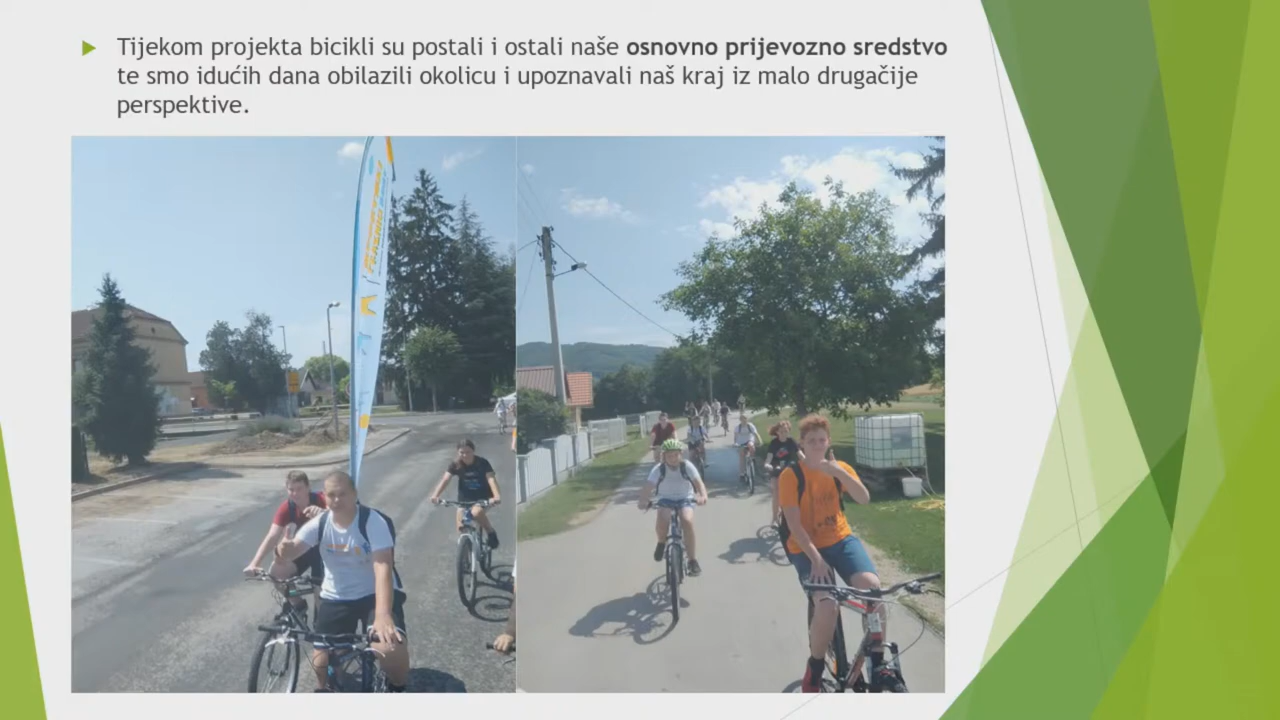 Tijekom projekta bicikli su postali i ostali naše osnovno prijevozno sredstvo
te smo idućih dana obilazili okolicu i upoznavali naš kraj iz malo drugačije
perspektive.